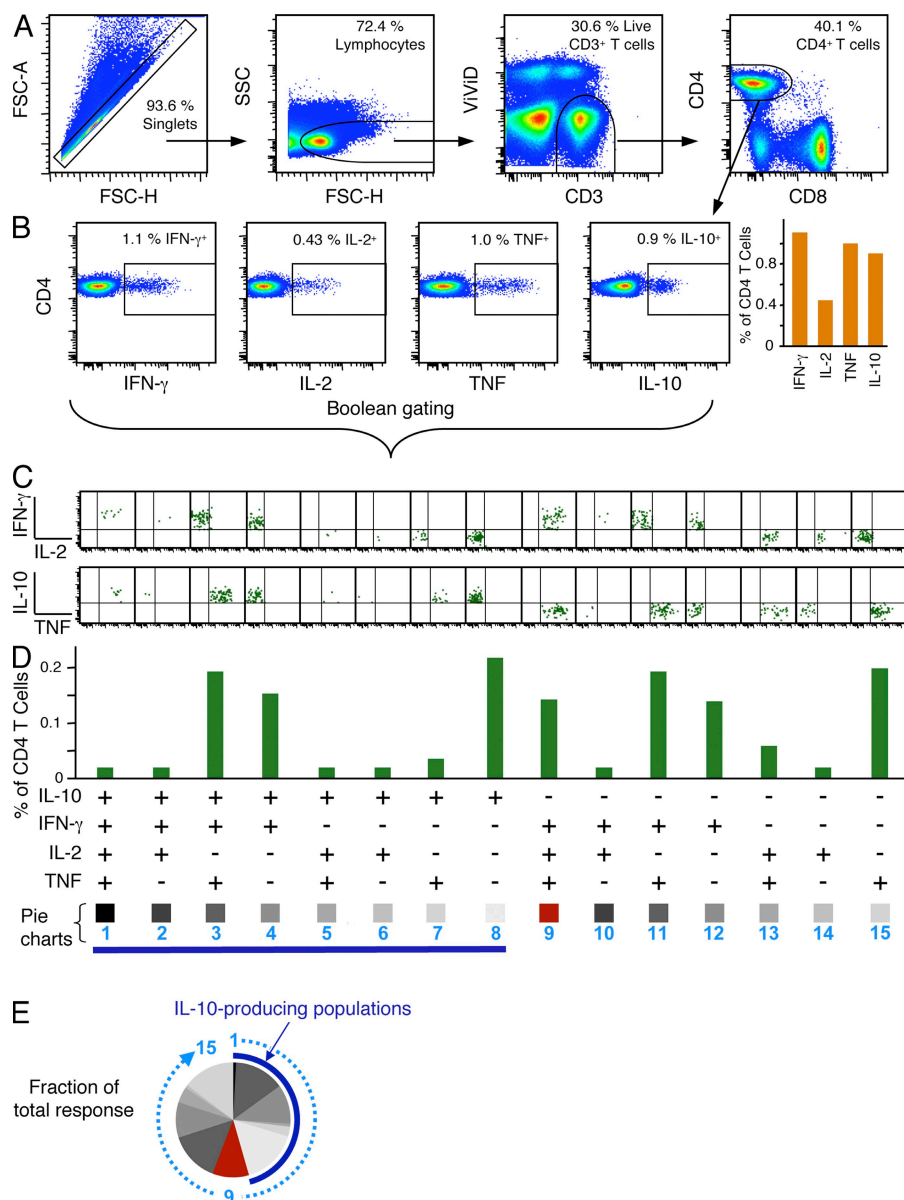 A
FSC-A
93.6 %
Singlets
FSC-H
SSC
72.4 %
Lymphocytes
FSC-H
ViViD
30.6 % Live
CD3⁺ T cells
CD3
CD4
40.1 %
CD4⁺ T cells
CD8
B
CD4
1.1 % IFN-γ⁺
IFN-γ
0.43 % IL-2⁺
IL-2
1.0 % TNF⁺
TNF
0.9 % IL-10⁺
IL-10
% of CD4 T Cells
0.8
0.4
0
IFN-γ
IL-2
TNF
IL-10
Boolean gating
C
IFN-γ
IL-2
IL-10
TNF
D
% of CD4 T Cells
0.2
0.1
0
IL-10 + + + + + + + + - - - - - - -
IFN-γ + + + + - - - - + + + + - - -
IL-2 + + - - + + - - + + - - + + -
TNF + - + - + - + - + - + - + - +
Pie
charts
1 2 3 4 5 6 7 8 9 10 11 12 13 14 15
E
IL-10-producing populations
15 1
Fraction of
total response
9